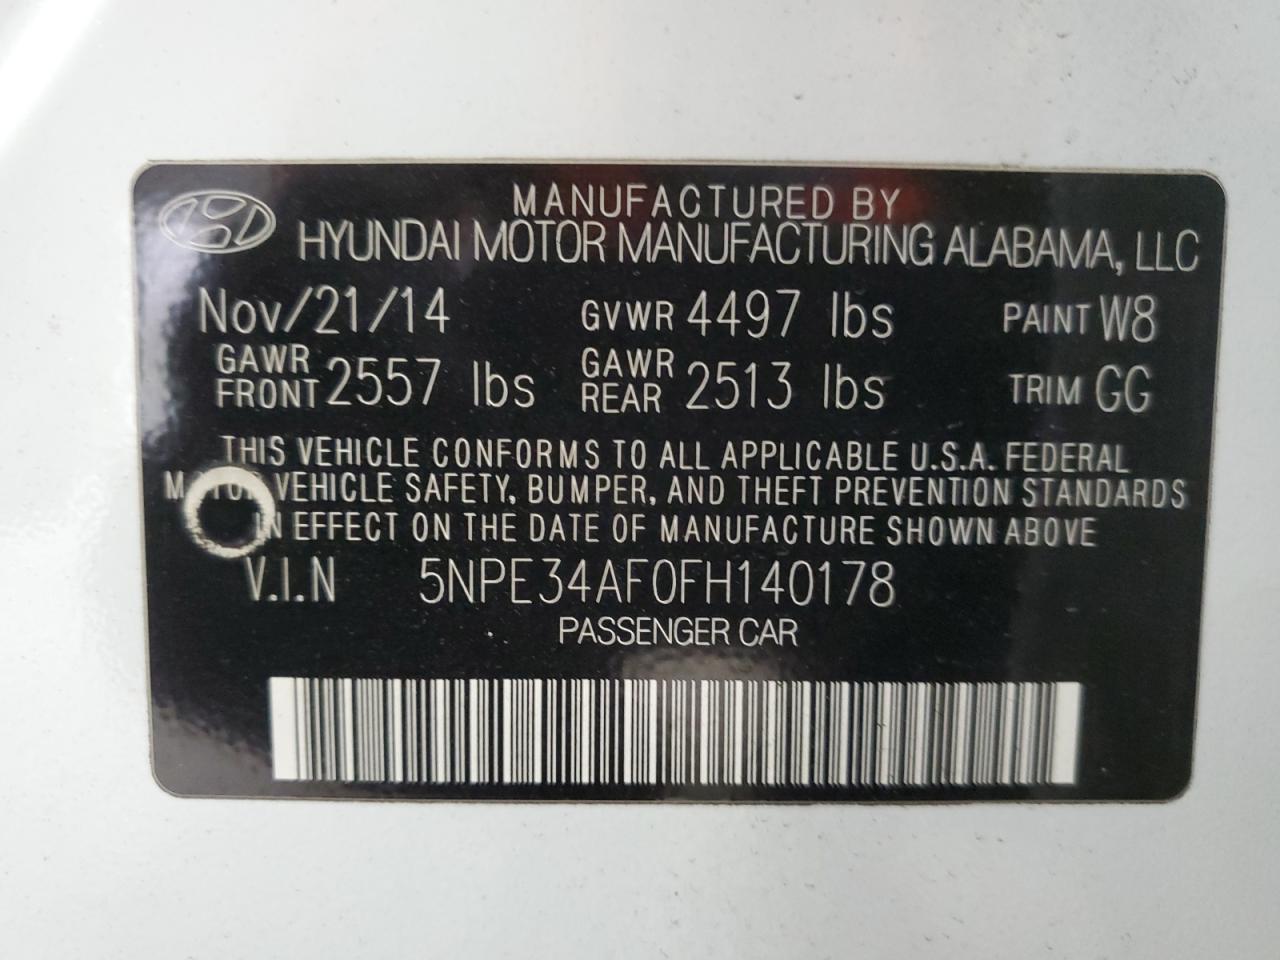 MANUFACTURED BY
HYUNDAI MOTOR MANUFACTURING ALABAMA, LLC
Nov/21/14 GVWR 4497 lbs PAINT W8
GAWR FRONT 2557 lbs GAWR REAR 2513 lbs TRIM GG
THIS VEHICLE CONFORMS TO ALL APPLICABLE U.S.A. FEDERAL
MOTOR VEHICLE SAFETY, BUMPER, AND THEFT PREVENTION STANDARDS
IN EFFECT ON THE DATE OF MANUFACTURE SHOWN ABOVE
V.I.N 5NPE34AF0FH140178
PASSENGER CAR